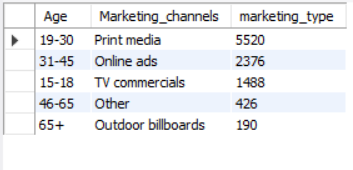 Age Marketing_channels marketing_type
19-30 Print media 5520
31-45 Online ads 2376
15-18 TV commercials 1488
46-65 Other 426
65+ Outdoor billboards 190